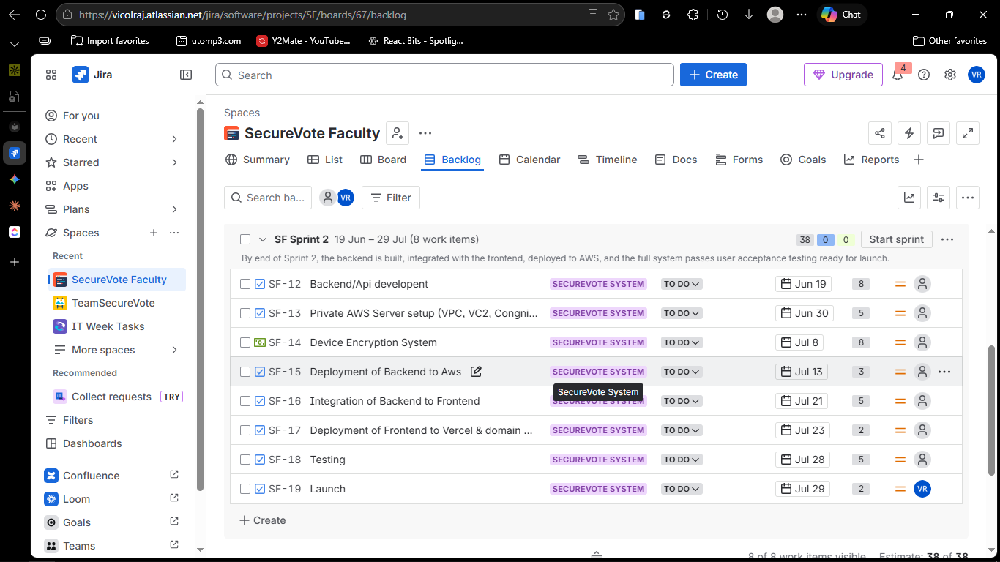 https://vicolraj.atlassian.net/jira/software/projects/SF/boards/67/backlog
Chat
Import favorites
utomp3.com
Y2Mate - YouTube...
React Bits - Spotlig...
Other favorites
Jira
Search
Create
Upgrade
4
VR
For you
Recent
Starred
Apps
Plans
Spaces
Recent
SecureVote Faculty
TeamSecureVote
IT Week Tasks
More spaces
Recommended
Collect requests TRY
Filters
Dashboards
Confluence
Loom
Goals
Teams
Spaces
SecureVote Faculty
Summary List Board Backlog Calendar Timeline Docs Forms Goals Reports
Search ba... VR Filter
SF Sprint 2 19 Jun – 29 Jul (8 work items) 38 0 0 Start sprint
By end of Sprint 2, the backend is built, integrated with the frontend, deployed to AWS, and the full system passes user acceptance testing ready for launch.
SF-12 Backend/Api developent SECUREVOTE SYSTEM TO DO Jun 19 8
SF-13 Private AWS Server setup (VPC, VC2, Congni... SECUREVOTE SYSTEM TO DO Jun 30 5
SF-14 Device Encryption System SECUREVOTE SYSTEM TO DO Jul 8 8
SF-15 Deployment of Backend to Aws SECUREVOTE SYSTEM TO DO Jul 13 3
SecureVote System
SF-16 Integration of Backend to Frontend SECUREVOTE SYSTEM TO DO Jul 21 5
SF-17 Deployment of Frontend to Vercel & domain ... SECUREVOTE SYSTEM TO DO Jul 23 2
SF-18 Testing SECUREVOTE SYSTEM TO DO Jul 28 5
SF-19 Launch SECUREVOTE SYSTEM TO DO Jul 29 2 VR
Create
8 of 8 work items visible Estimate: 38 of 38